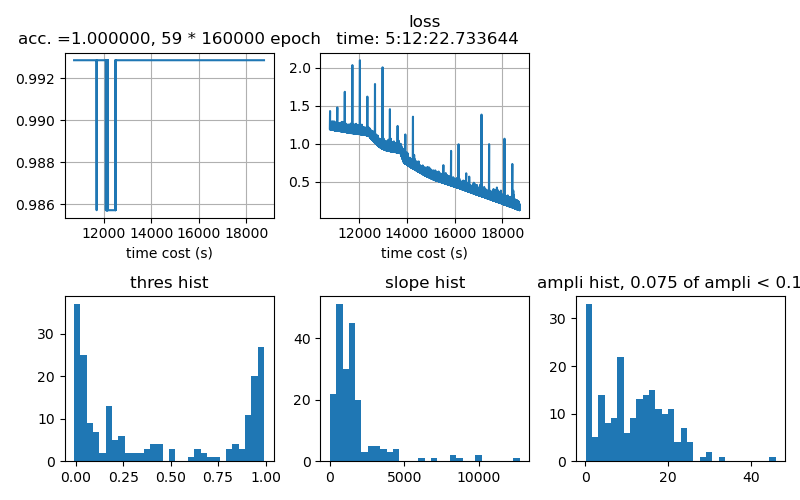 loss
acc. =1.000000, 59 * 160000 epoch time: 5:12:22.733644
0.992
0.990
0.988
0.986
12000 14000 16000 18000
time cost (s)
2.0
1.5
1.0
0.5
12000 14000 16000 18000
time cost (s)
thres hist
30
20
10
0
0.00 0.25 0.50 0.75 1.00
slope hist
40
20
0
0 5000 10000
ampli hist, 0.075 of ampli < 0.1
30
20
10
0
0 20 40